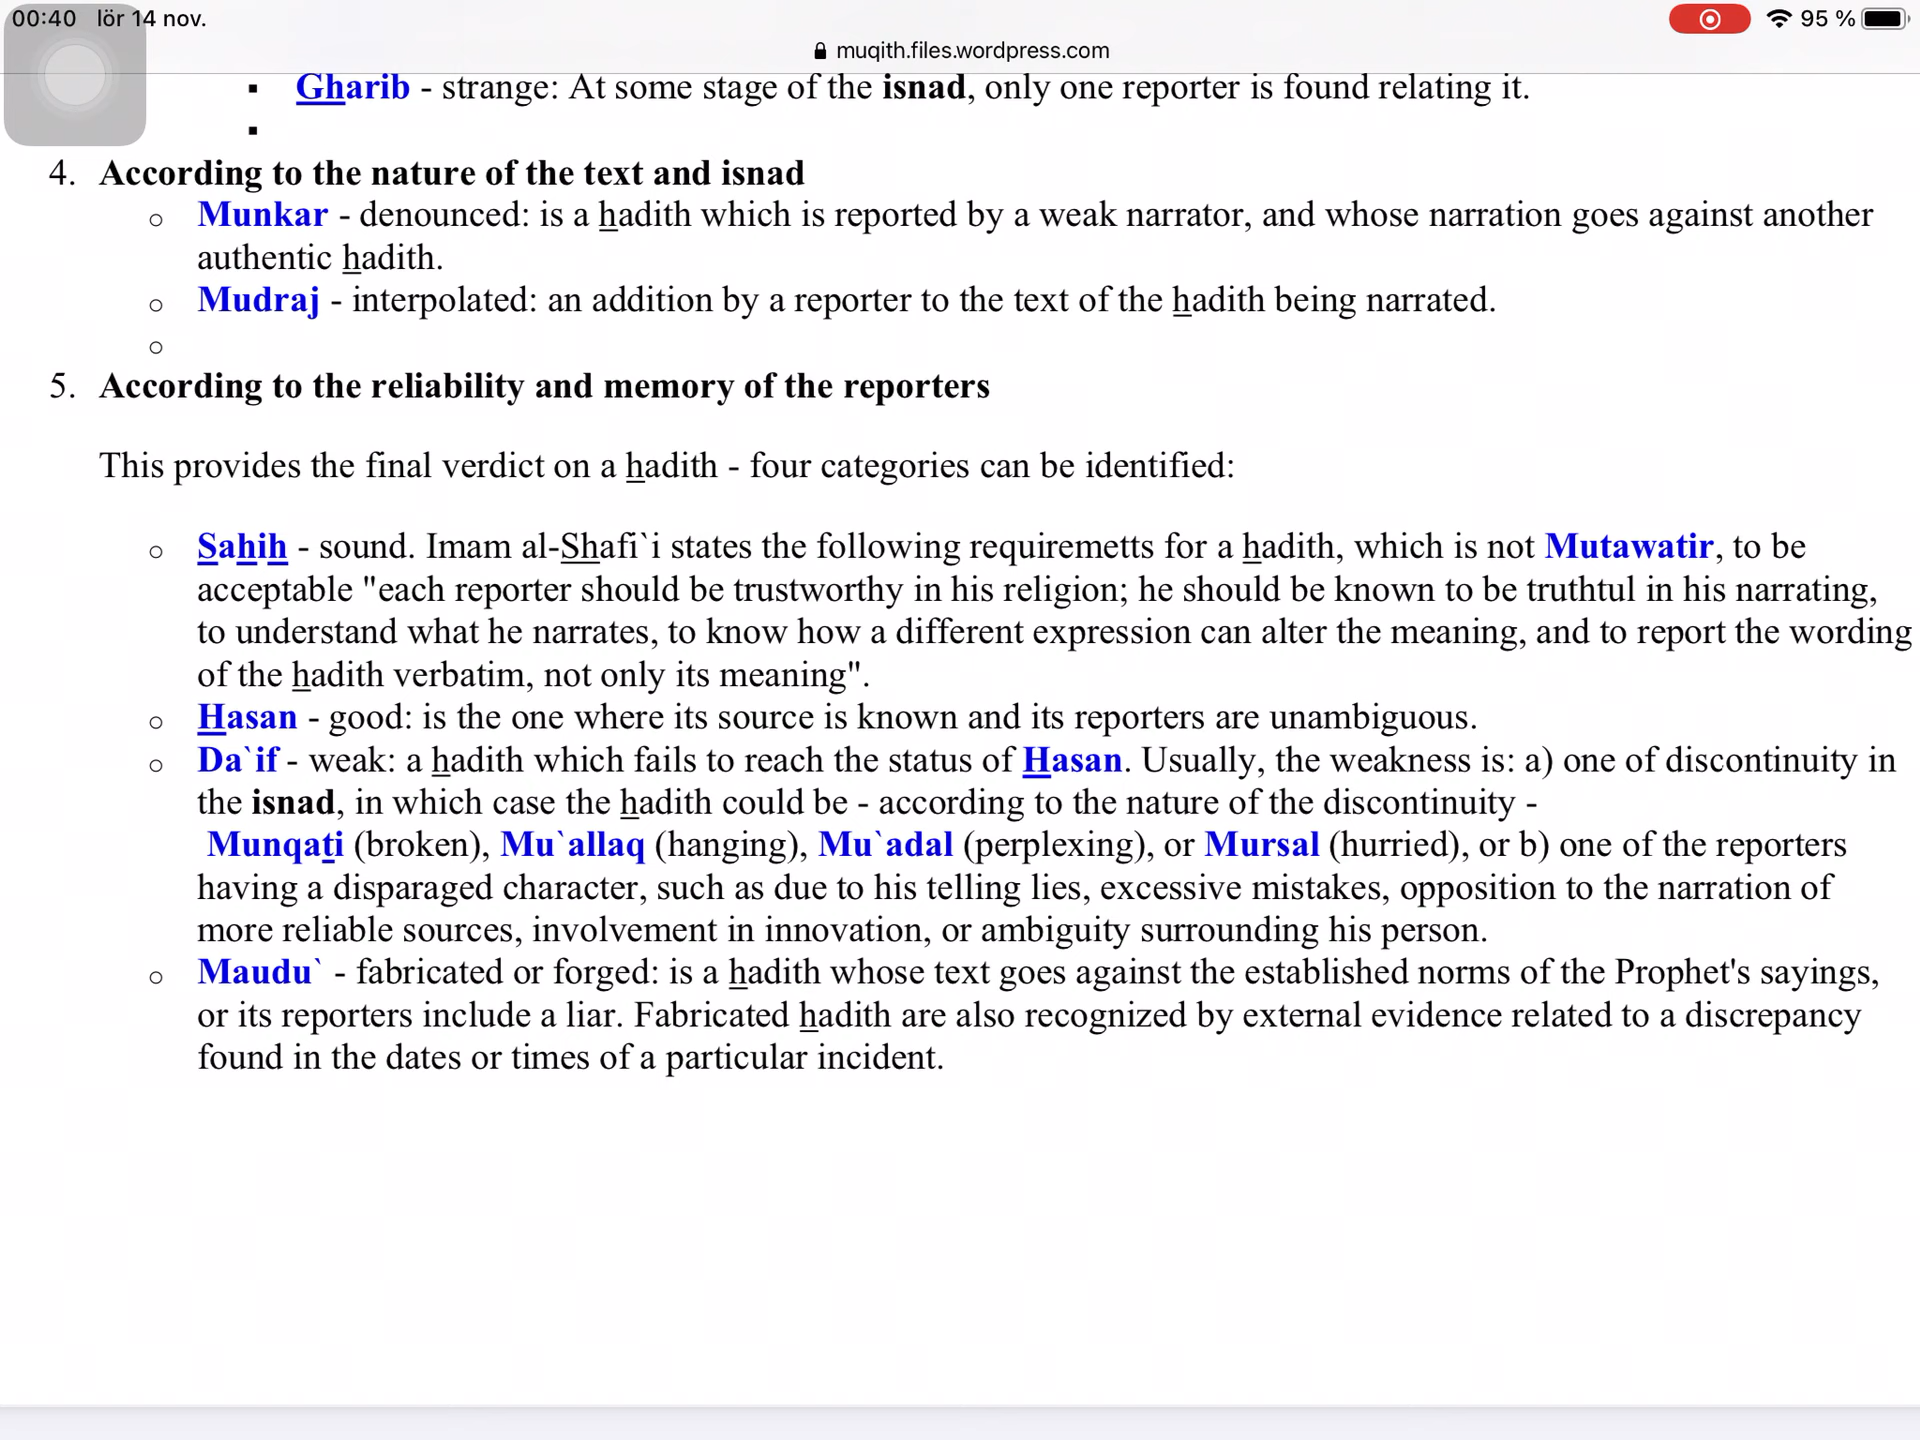 00:40 lör 14 nov.
95 %
muqith.files.wordpress.com
▪ Gharib - strange: At some stage of the isnad, only one reporter is found relating it.
▪
4. According to the nature of the text and isnad
○ Munkar - denounced: is a hadith which is reported by a weak narrator, and whose narration goes against another
authentic hadith.
○ Mudraj - interpolated: an addition by a reporter to the text of the hadith being narrated.
○
5. According to the reliability and memory of the reporters
This provides the final verdict on a hadith - four categories can be identified:
○ Sahih - sound. Imam al-Shafi`i states the following requiremetts for a hadith, which is not Mutawatir, to be
acceptable "each reporter should be trustworthy in his religion; he should be known to be truthtul in his narrating,
to understand what he narrates, to know how a different expression can alter the meaning, and to report the wording
of the hadith verbatim, not only its meaning".
○ Hasan - good: is the one where its source is known and its reporters are unambiguous.
○ Da`if - weak: a hadith which fails to reach the status of Hasan. Usually, the weakness is: a) one of discontinuity in
the isnad, in which case the hadith could be - according to the nature of the discontinuity -
Munqati (broken), Mu`allaq (hanging), Mu`adal (perplexing), or Mursal (hurried), or b) one of the reporters
having a disparaged character, such as due to his telling lies, excessive mistakes, opposition to the narration of
more reliable sources, involvement in innovation, or ambiguity surrounding his person.
○ Maudu` - fabricated or forged: is a hadith whose text goes against the established norms of the Prophet's sayings,
or its reporters include a liar. Fabricated hadith are also recognized by external evidence related to a discrepancy
found in the dates or times of a particular incident.